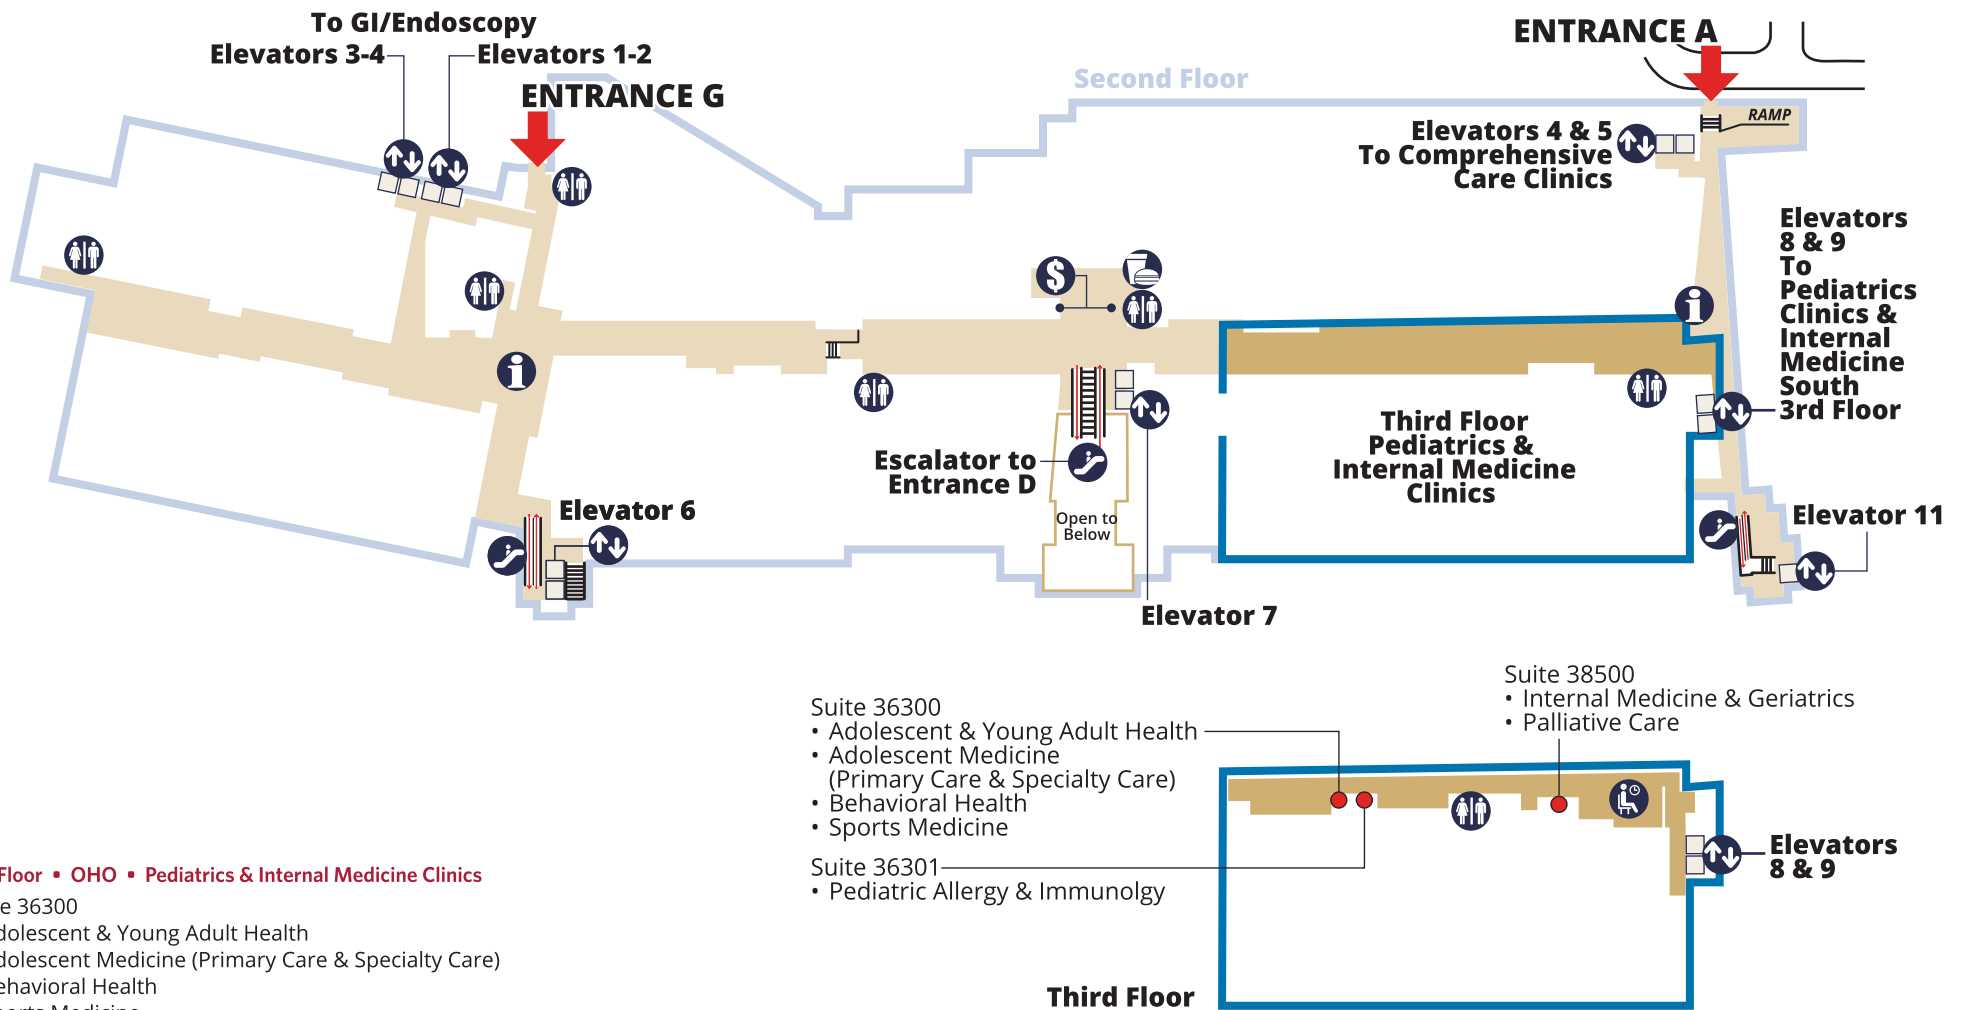 To GI/Endoscopy
Elevators 3-4
Elevators 1-2
ENTRANCE G
Second Floor
ENTRANCE A
RAMP
Elevators 4 & 5
To Comprehensive
Care Clinics
Elevators
8 & 9
To
Pediatrics
Clinics &
Internal
Medicine
South
3rd Floor
$
i
i
Third Floor
Pediatrics &
Internal Medicine
Clinics
Escalator to
Entrance D
Open to
Below
Elevator 6
Elevator 11
Elevator 7
Suite 38500
• Internal Medicine & Geriatrics
• Palliative Care
Suite 36300
• Adolescent & Young Adult Health
• Adolescent Medicine
(Primary Care & Specialty Care)
• Behavioral Health
• Sports Medicine
Suite 36301
• Pediatric Allergy & Immunolgy
Elevators
8 & 9
Third Floor
Floor • OHO • Pediatrics & Internal Medicine Clinics
e 36300
dolescent & Young Adult Health
dolescent Medicine (Primary Care & Specialty Care)
ehavioral Health